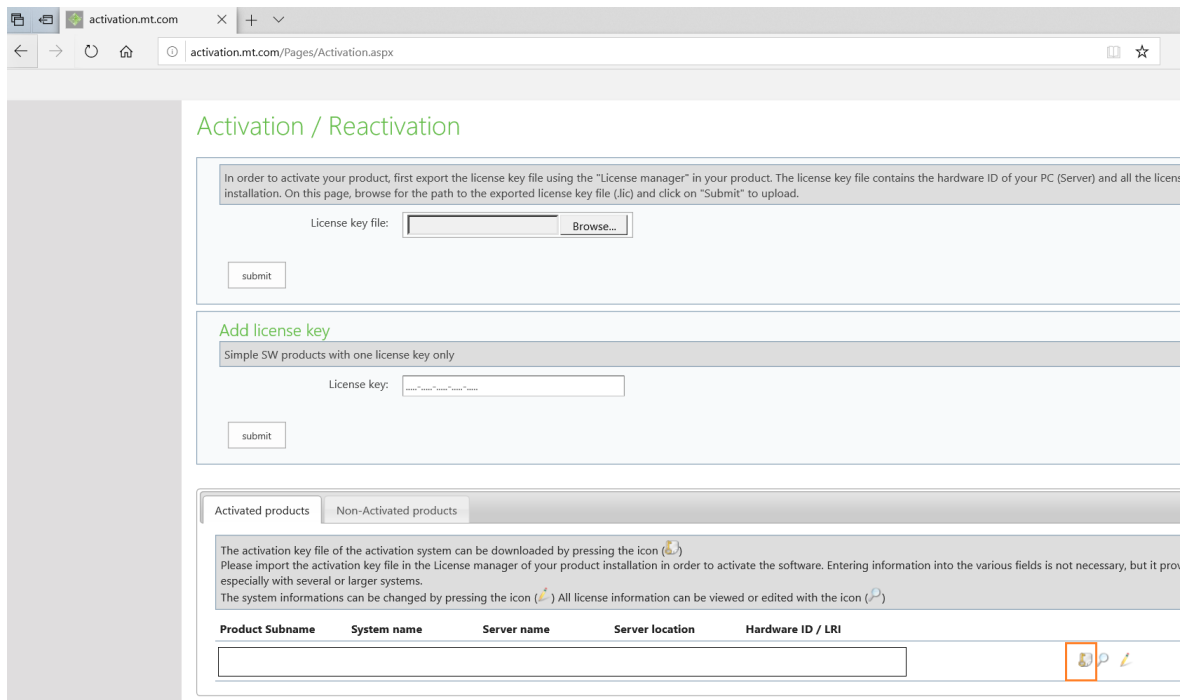 activation.mt.com
activation.mt.com/Pages/Activation.aspx
Activation / Reactivation
In order to activate your product, first export the license key file using the "License manager" in your product. The license key file contains the hardware ID of your PC (Server) and all the licens
installation. On this page, browse for the path to the exported license key file (.lic) and click on "Submit" to upload.
License key file:
Browse...
submit
Add license key
Simple SW products with one license key only
License key:
.....-.....-.....-.....-.....
submit
Activated products Non-Activated products
The activation key file of the activation system can be downloaded by pressing the icon ( )
Please import the activation key file in the License manager of your product installation in order to activate the software. Entering information into the various fields is not necessary, but it prov
especially with several or larger systems.
The system informations can be changed by pressing the icon ( ) All license information can be viewed or edited with the icon ( )
Product Subname System name Server name Server location Hardware ID / LRI